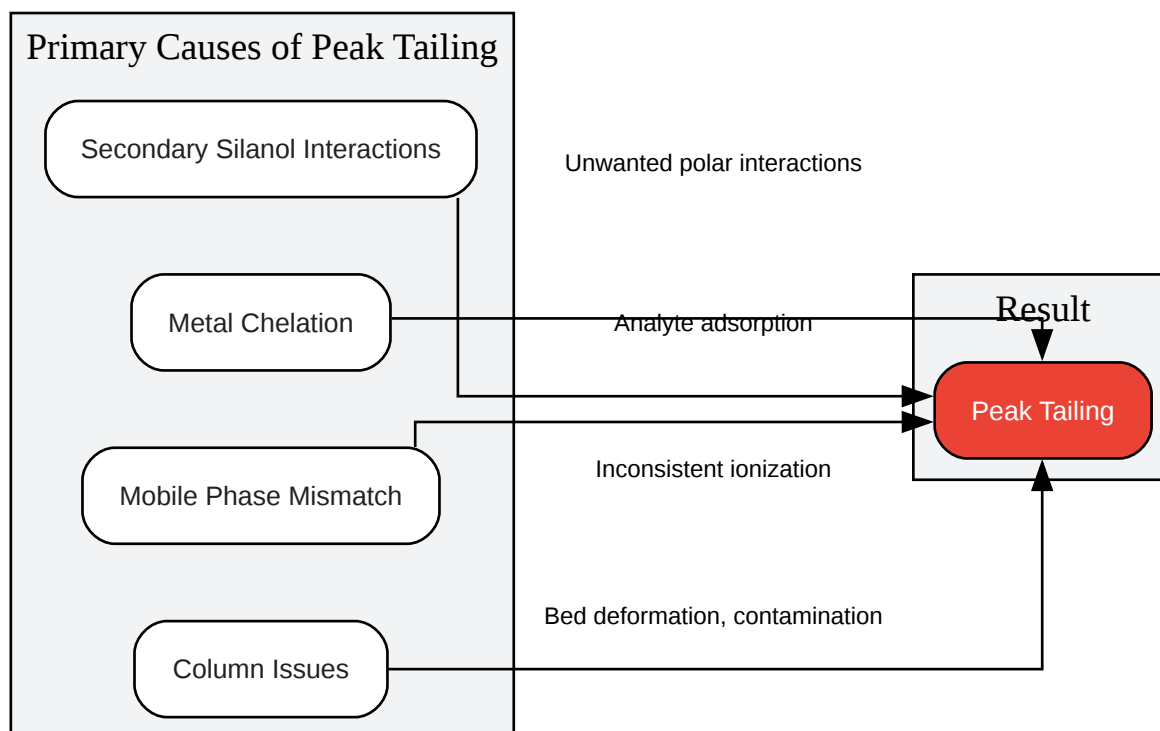 Primary Causes of Peak Tailing
Secondary Silanol Interactions
Unwanted polar interactions
Result
Metal Chelation
Analyte adsorption
Peak Tailing
Inconsistent ionization
Mobile Phase Mismatch
Bed deformation, contamination
Column Issues